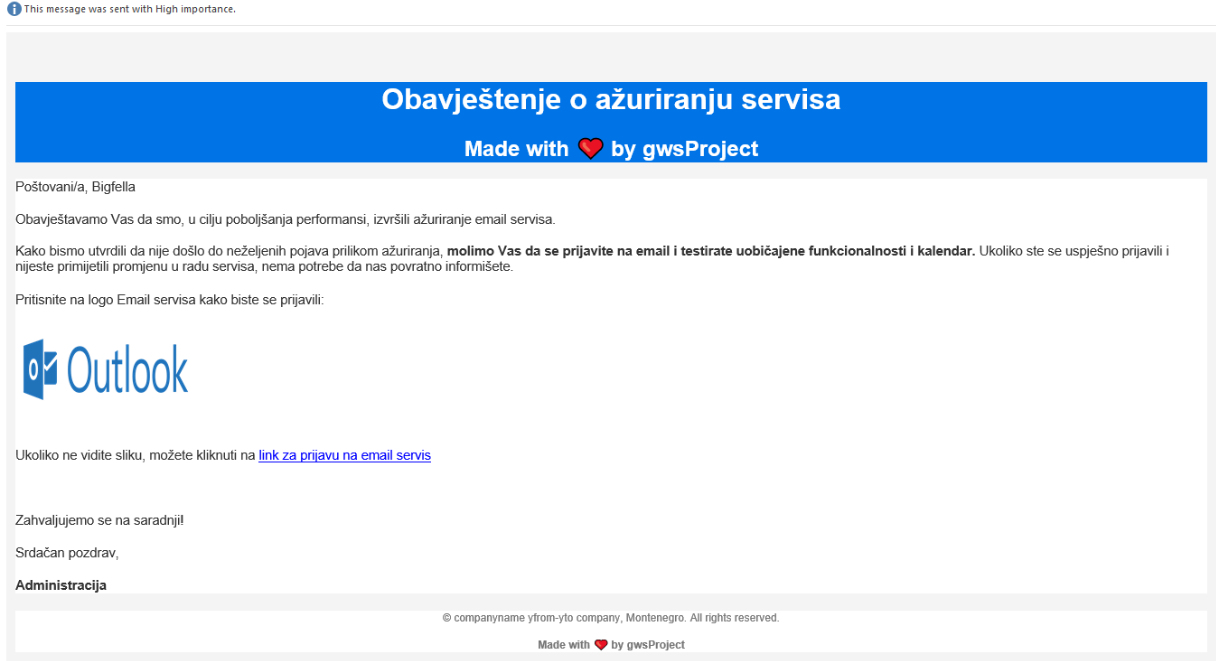 This message was sent with High importance.
Obavještenje o ažuriranju servisa
Made with ❤ by gwsProject
Poštovani/a, Bigfella
Obavještavamo Vas da smo, u cilju poboljšanja performansi, izvršili ažuriranje email servisa.
Kako bismo utvrdili da nije došlo do neželjenih pojava prilikom ažuriranja, molimo Vas da se prijavite na email i testirate uobičajene funkcionalnosti i kalendar. Ukoliko ste se uspješno prijavili i
nijeste primijetili promjenu u radu servisa, nema potrebe da nas povratno informišete.
Pritisnite na logo Email servisa kako biste se prijavili:
Outlook
Ukoliko ne vidite sliku, možete kliknuti na link za prijavu na email servis
Zahvaljujemo se na saradnji!
Srdačan pozdrav,
Administracija
© companyname yfrom-yto company, Montenegro. All rights reserved.
Made with ❤ by gwsProject